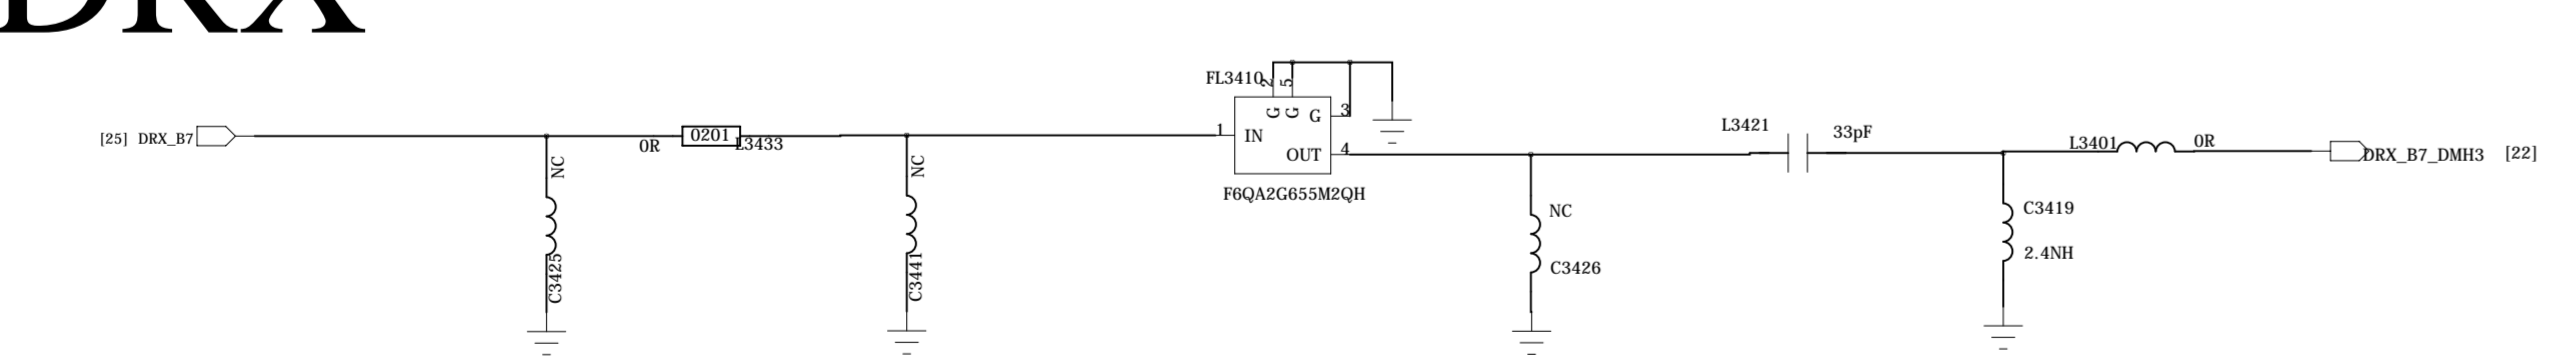 DRX
FL3410
2
5
G
G
G
3
1
IN
OUT
4
F6QA2G655M2QH
[25] DRX_B7
0R
0201
L3433
NC
C3425
NC
C3441
NC
C3426
L3421
33pF
C3419
2.4NH
L3401
0R
DRX_B7_DMH3 [22]